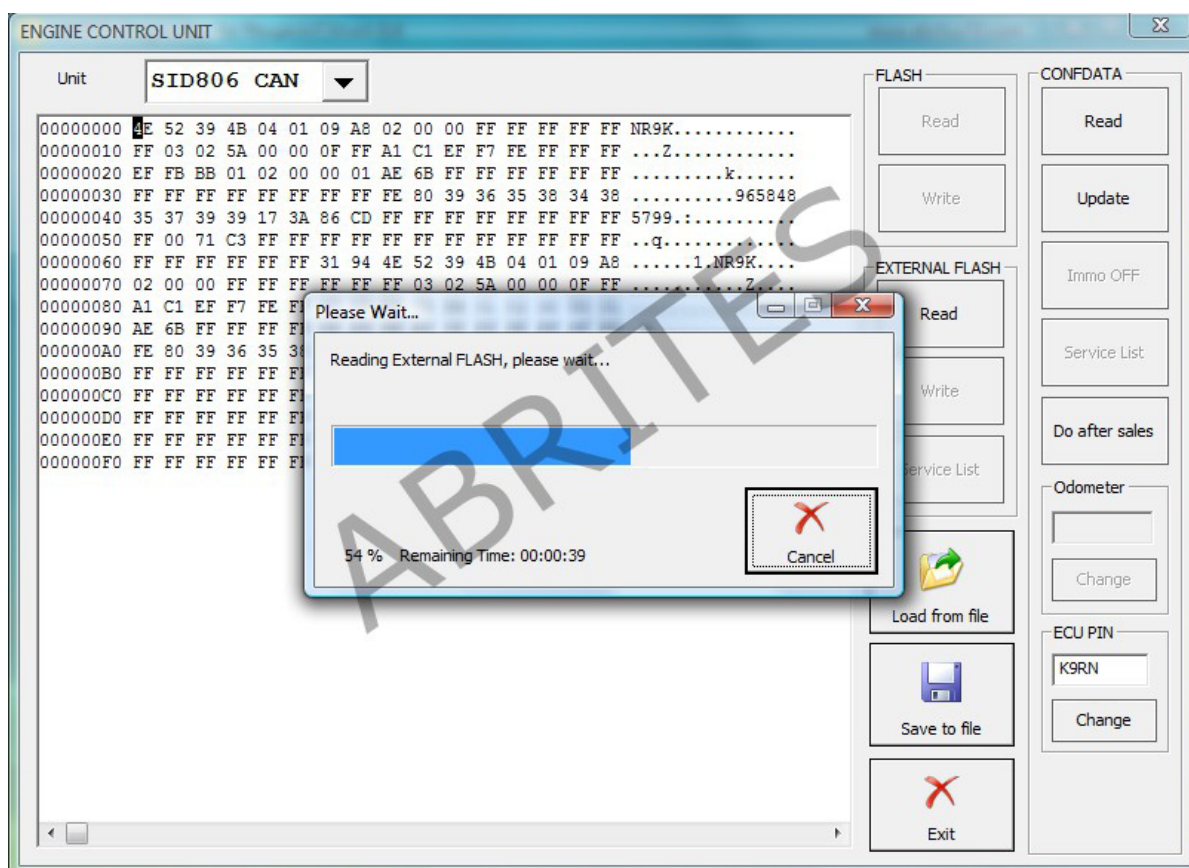 ENGINE CONTROL UNIT
Unit
SID806 CAN
00000000 4E 52 39 4B 04 01 09 A8 02 00 00 FF FF FF FF FF NR9K............
00000010 FF 03 02 5A 00 00 0F FF A1 C1 EF F7 FE FF FF FF ...Z............
00000020 EF FB BB 01 02 00 00 01 AE 6B FF FF FF FF FF FF .........k......
00000030 FF FF FF FF FF FF FF FF FE 80 39 36 35 38 34 38 ..........965848
00000040 35 37 39 39 17 3A 86 CD FF FF FF FF FF FF FF FF 5799.:..........
00000050 FF 00 71 C3 FF FF FF FF FF FF FF FF FF FF FF FF ..q.............
00000060 FF FF FF FF FF FF 31 94 4E 52 39 4B 04 01 09 A8 ......1.NR9K....
00000070 02 00 00 FF FF FF FF FF FF 03 02 5A 00 00 0F FF ...........Z....
00000080 A1 C1 EF F7 FE
00000090 AE 6B FF FF FF
000000A0 FE 80 39 36 35
000000B0 FF FF FF FF FF
000000C0 FF FF FF FF FF
000000D0 FF FF FF FF FF
000000E0 FF FF FF FF FF
000000F0 FF FF FF FF FF
Please Wait...
Reading External FLASH, please wait...
54 % Remaining Time: 00:00:39
Cancel
ABRITES
FLASH
Read
Write
EXTERNAL FLASH
Read
Write
Service List
Load from file
Save to file
Exit
CONFDATA
Read
Update
Immo OFF
Service List
Do after sales
Odometer
Change
ECU PIN
K9RN
Change